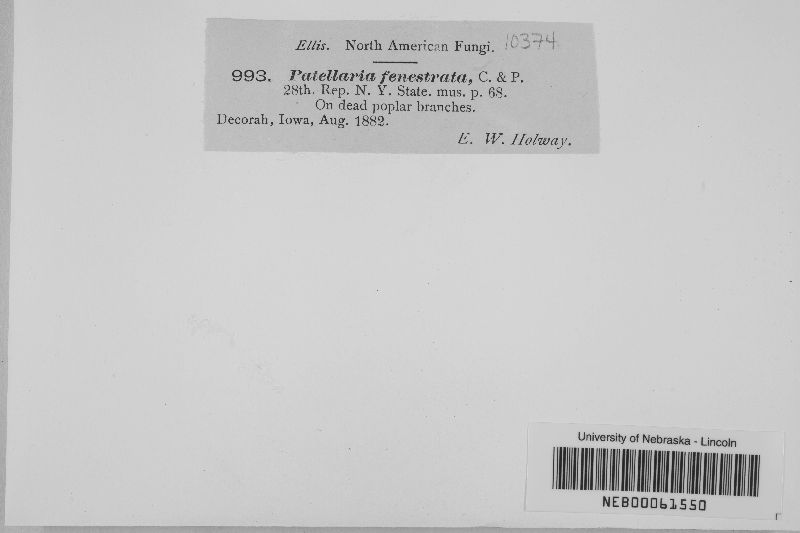 Ellis. North American Fungi. 10374
993. Patellaria fenestrata, C. & P.
28th. Rep. N. Y. State. mus. p. 68.
On dead poplar branches.
Decorah, Iowa, Aug. 1882.
E. W. Holway.
University of Nebraska - Lincoln
NEB00061550